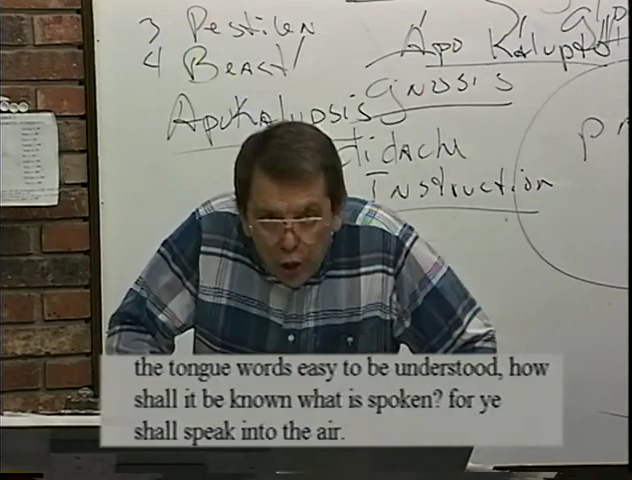 3 Pestilen
4 Beast
Apo Kalupto
gnosis
Apokalupsis
didache
Instruction
the tongue words easy to be understood, how
shall it be known what is spoken? for ye
shall speak into the air.